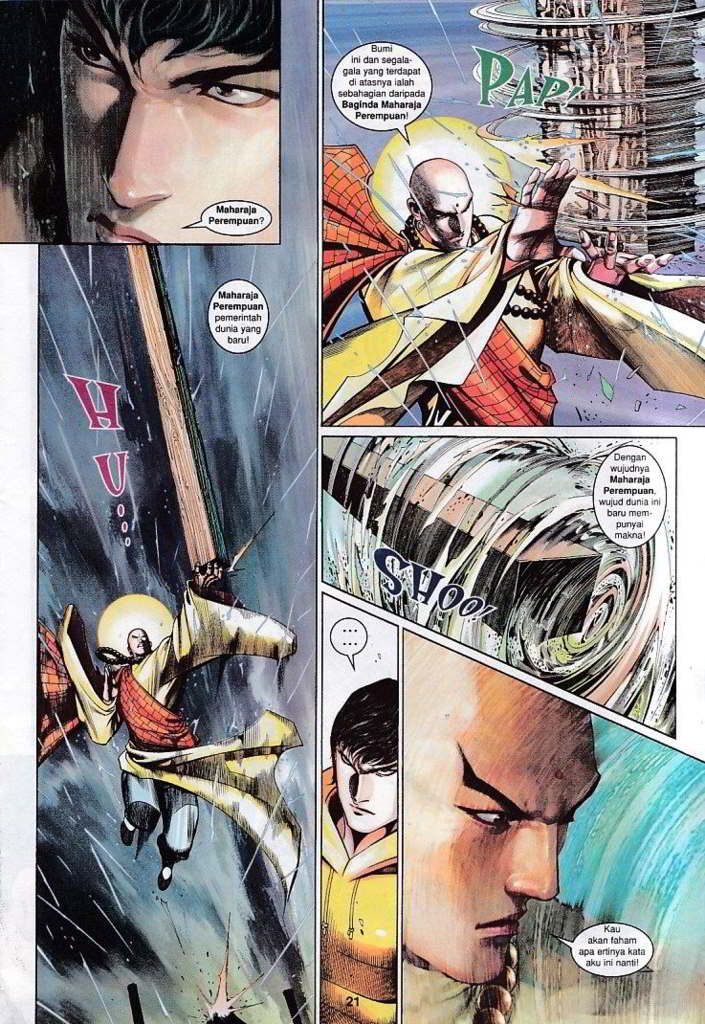 Maharaja
Perempuan?
Maharaja
Perempuan
pemerintah
dunia yang
baru!
HU...
Bumi
ini dan segala-
gala yang terdapat
di atasnya ialah
sebahagian daripada
Baginda Maharaja
Perempuan!
PAP!
Dengan
wujudnya
Maharaja
Perempuan,
wujud dunia ini
baru mem-
punyai
makna!
SHOO!
...
...
Kau
akan faham
apa ertinya kata
aku ini nanti!
21